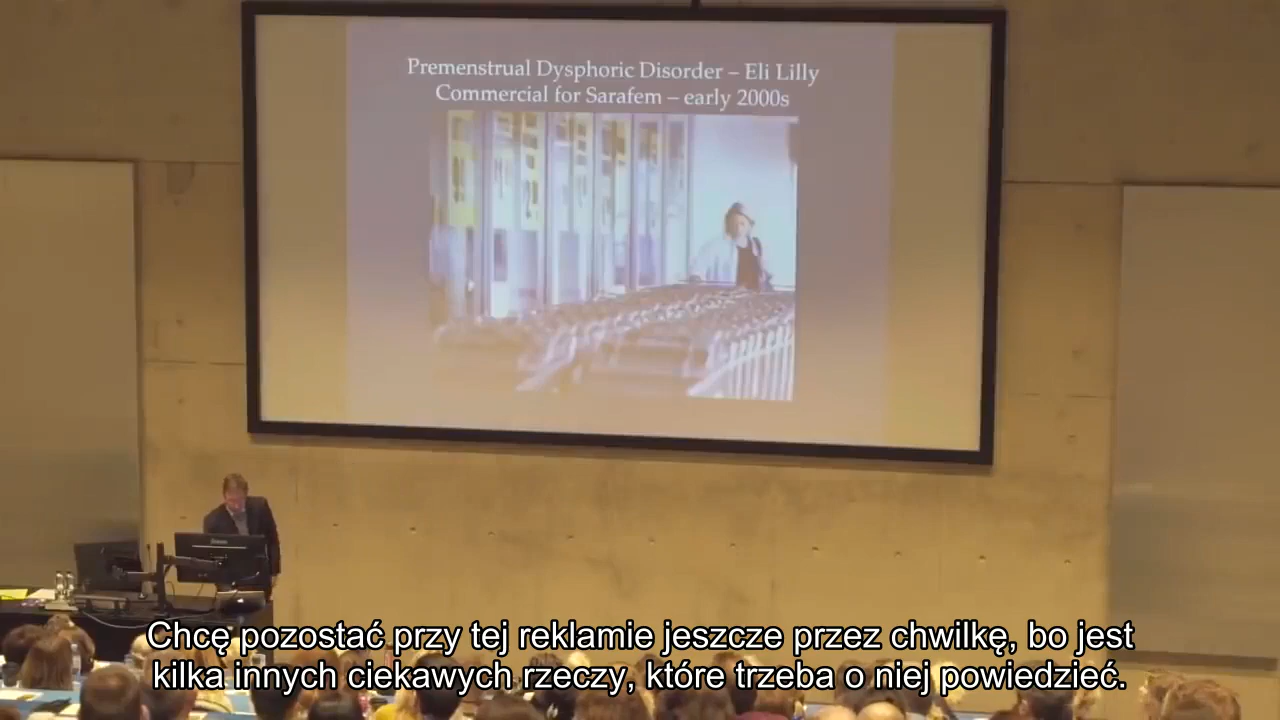 Premenstrual Dysphoric Disorder – Eli Lilly
Commercial for Sarafem – early 2000s
Chcę pozostać przy tej reklamie jeszcze przez chwilkę, bo jest
kilka innych ciekawych rzeczy, które trzeba o niej powiedzieć.